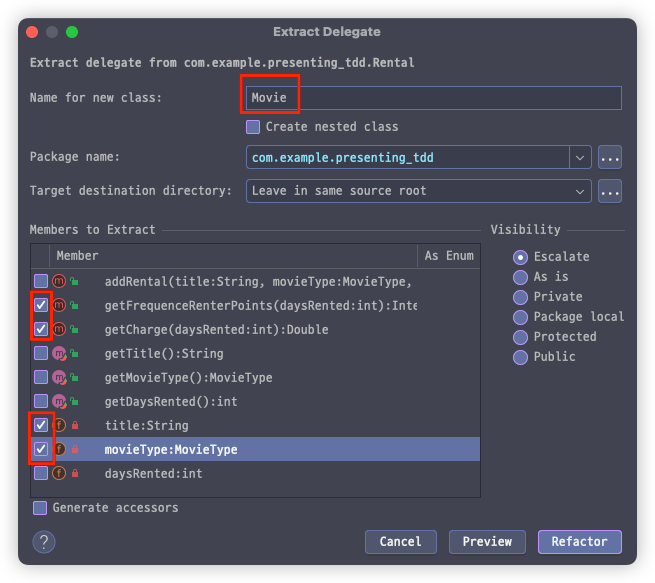 Extract Delegate
Extract delegate from com.example.presenting_tdd.Rental
Name for new class: Movie
Create nested class
Package name: com.example.presenting_tdd ...
Target destination directory: Leave in same source root ...
Members to Extract
Member As Enum
addRental(title:String, movieType:MovieType,
getFrequenceRenterPoints(daysRented:int):Inte
getCharge(daysRented:int):Double
getTitle():String
getMovieType():MovieType
getDaysRented():int
title:String
movieType:MovieType
daysRented:int
Generate accessors
Visibility
Escalate
As is
Private
Package local
Protected
Public
? Cancel Preview Refactor